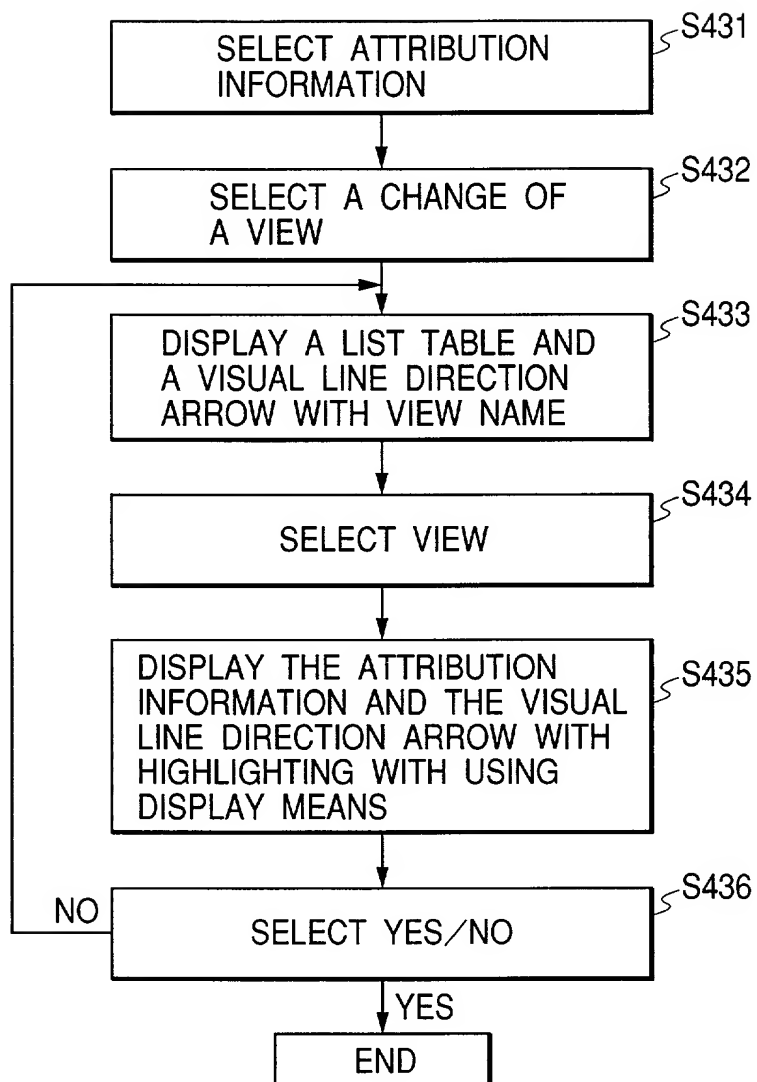 S431
SELECT ATTRIBUTION
INFORMATION
S432
SELECT A CHANGE OF
A VIEW
S433
DISPLAY A LIST TABLE AND
A VISUAL LINE DIRECTION
ARROW WITH VIEW NAME
S434
SELECT VIEW
S435
DISPLAY THE ATTRIBUTION
INFORMATION AND THE VISUAL
LINE DIRECTION ARROW WITH
HIGHLIGHTING WITH USING
DISPLAY MEANS
S436
NO
SELECT YES/NO
YES
END